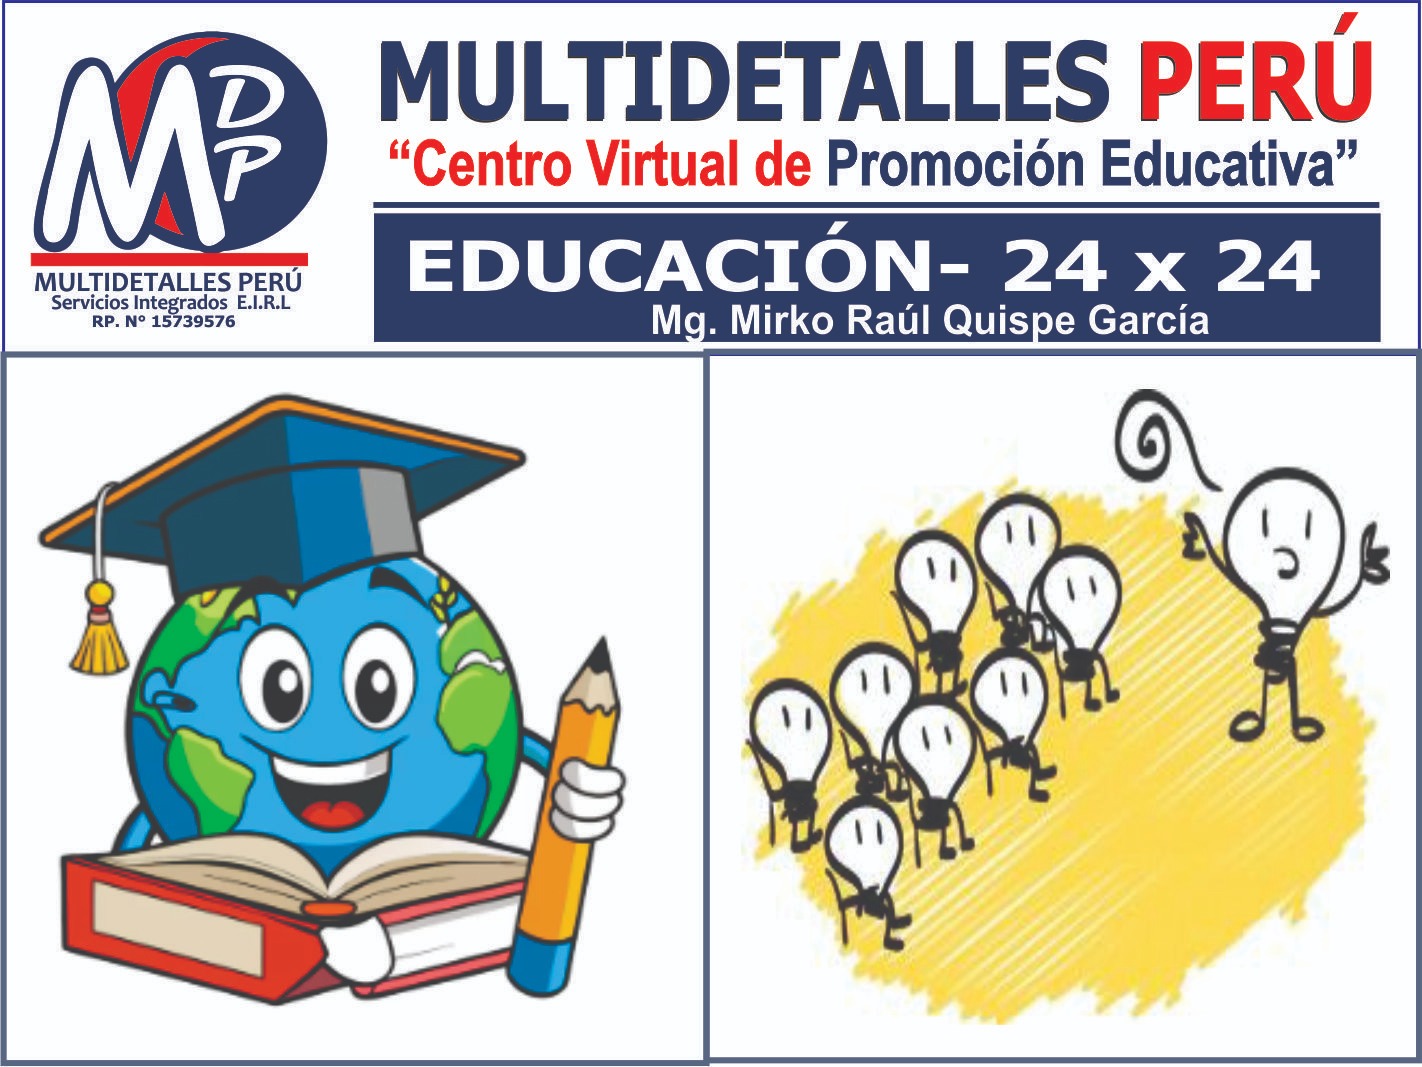 MDP
MULTIDETALLES PERÚ
Servicios Integrados E.I.R.L
RP. Nº 15739576
MULTIDETALLES PERÚ
“Centro Virtual de Promoción Educativa”
EDUCACIÓN- 24 x 24
Mg. Mirko Raúl Quispe García